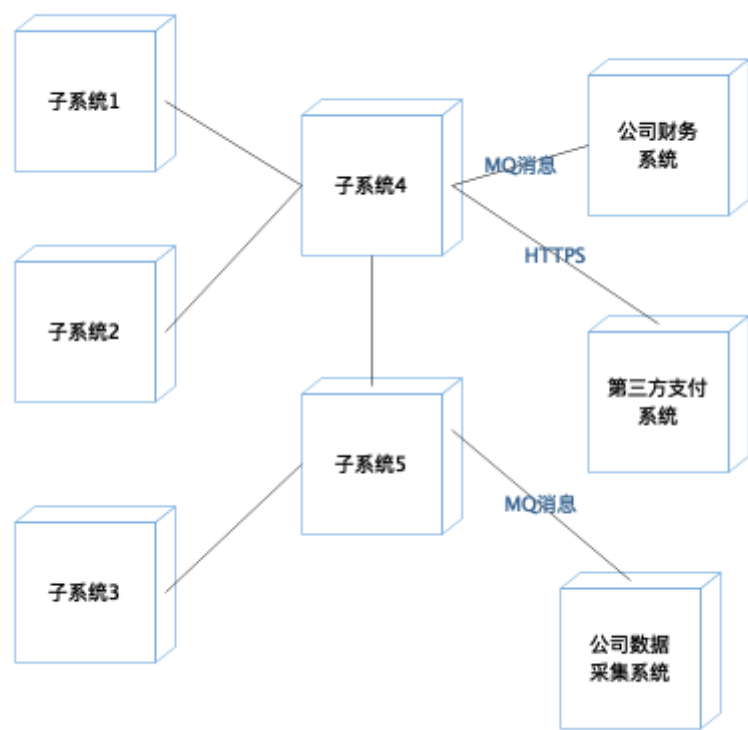 子系统1
子系统4
公司财务
系统
MQ消息
HTTPS
子系统2
第三方支付
系统
子系统5
MQ消息
子系统3
公司数据
采集系统